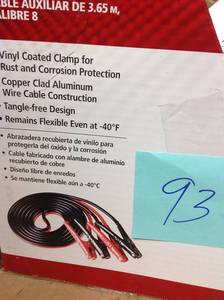 BLE AUXILIAR DE 3.65 M,
ALIBRE 8
Vinyl Coated Clamp for
Rust and Corrosion Protection
Copper Clad Aluminum
Wire Cable Construction
• Tangle-free Design
• Remains Flexible Even at -40°F
• Abrazadera recubierta de vinilo para
protegerla del óxido y la corrosión
• Cable fabricado con alambre de aluminio
recubierto de cobre
• Diseño libre de enredos
• Se mantiene flexible aún a -40°C
93